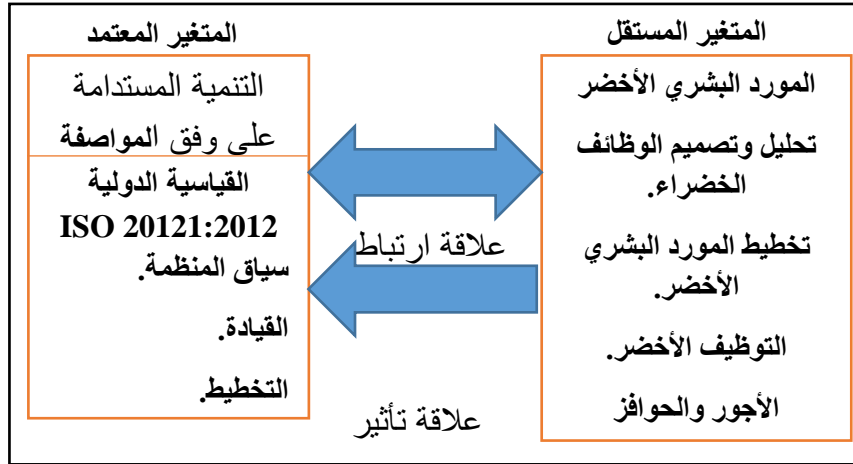 المتغير المستقل
المورد البشري الأخضر
تحليل وتصميم الوظائف
الخضراء.
تخطيط المورد البشري
الأخضر.
التوظيف الأخضر.
الأجور والحوافز
علاقة ارتباط
علاقة تأثير
المتغير المعتمد
التنمية المستدامة
على وفق المواصفة
القياسية الدولية
ISO 20121:2012
سياق المنظمة.
القيادة.
التخطيط.